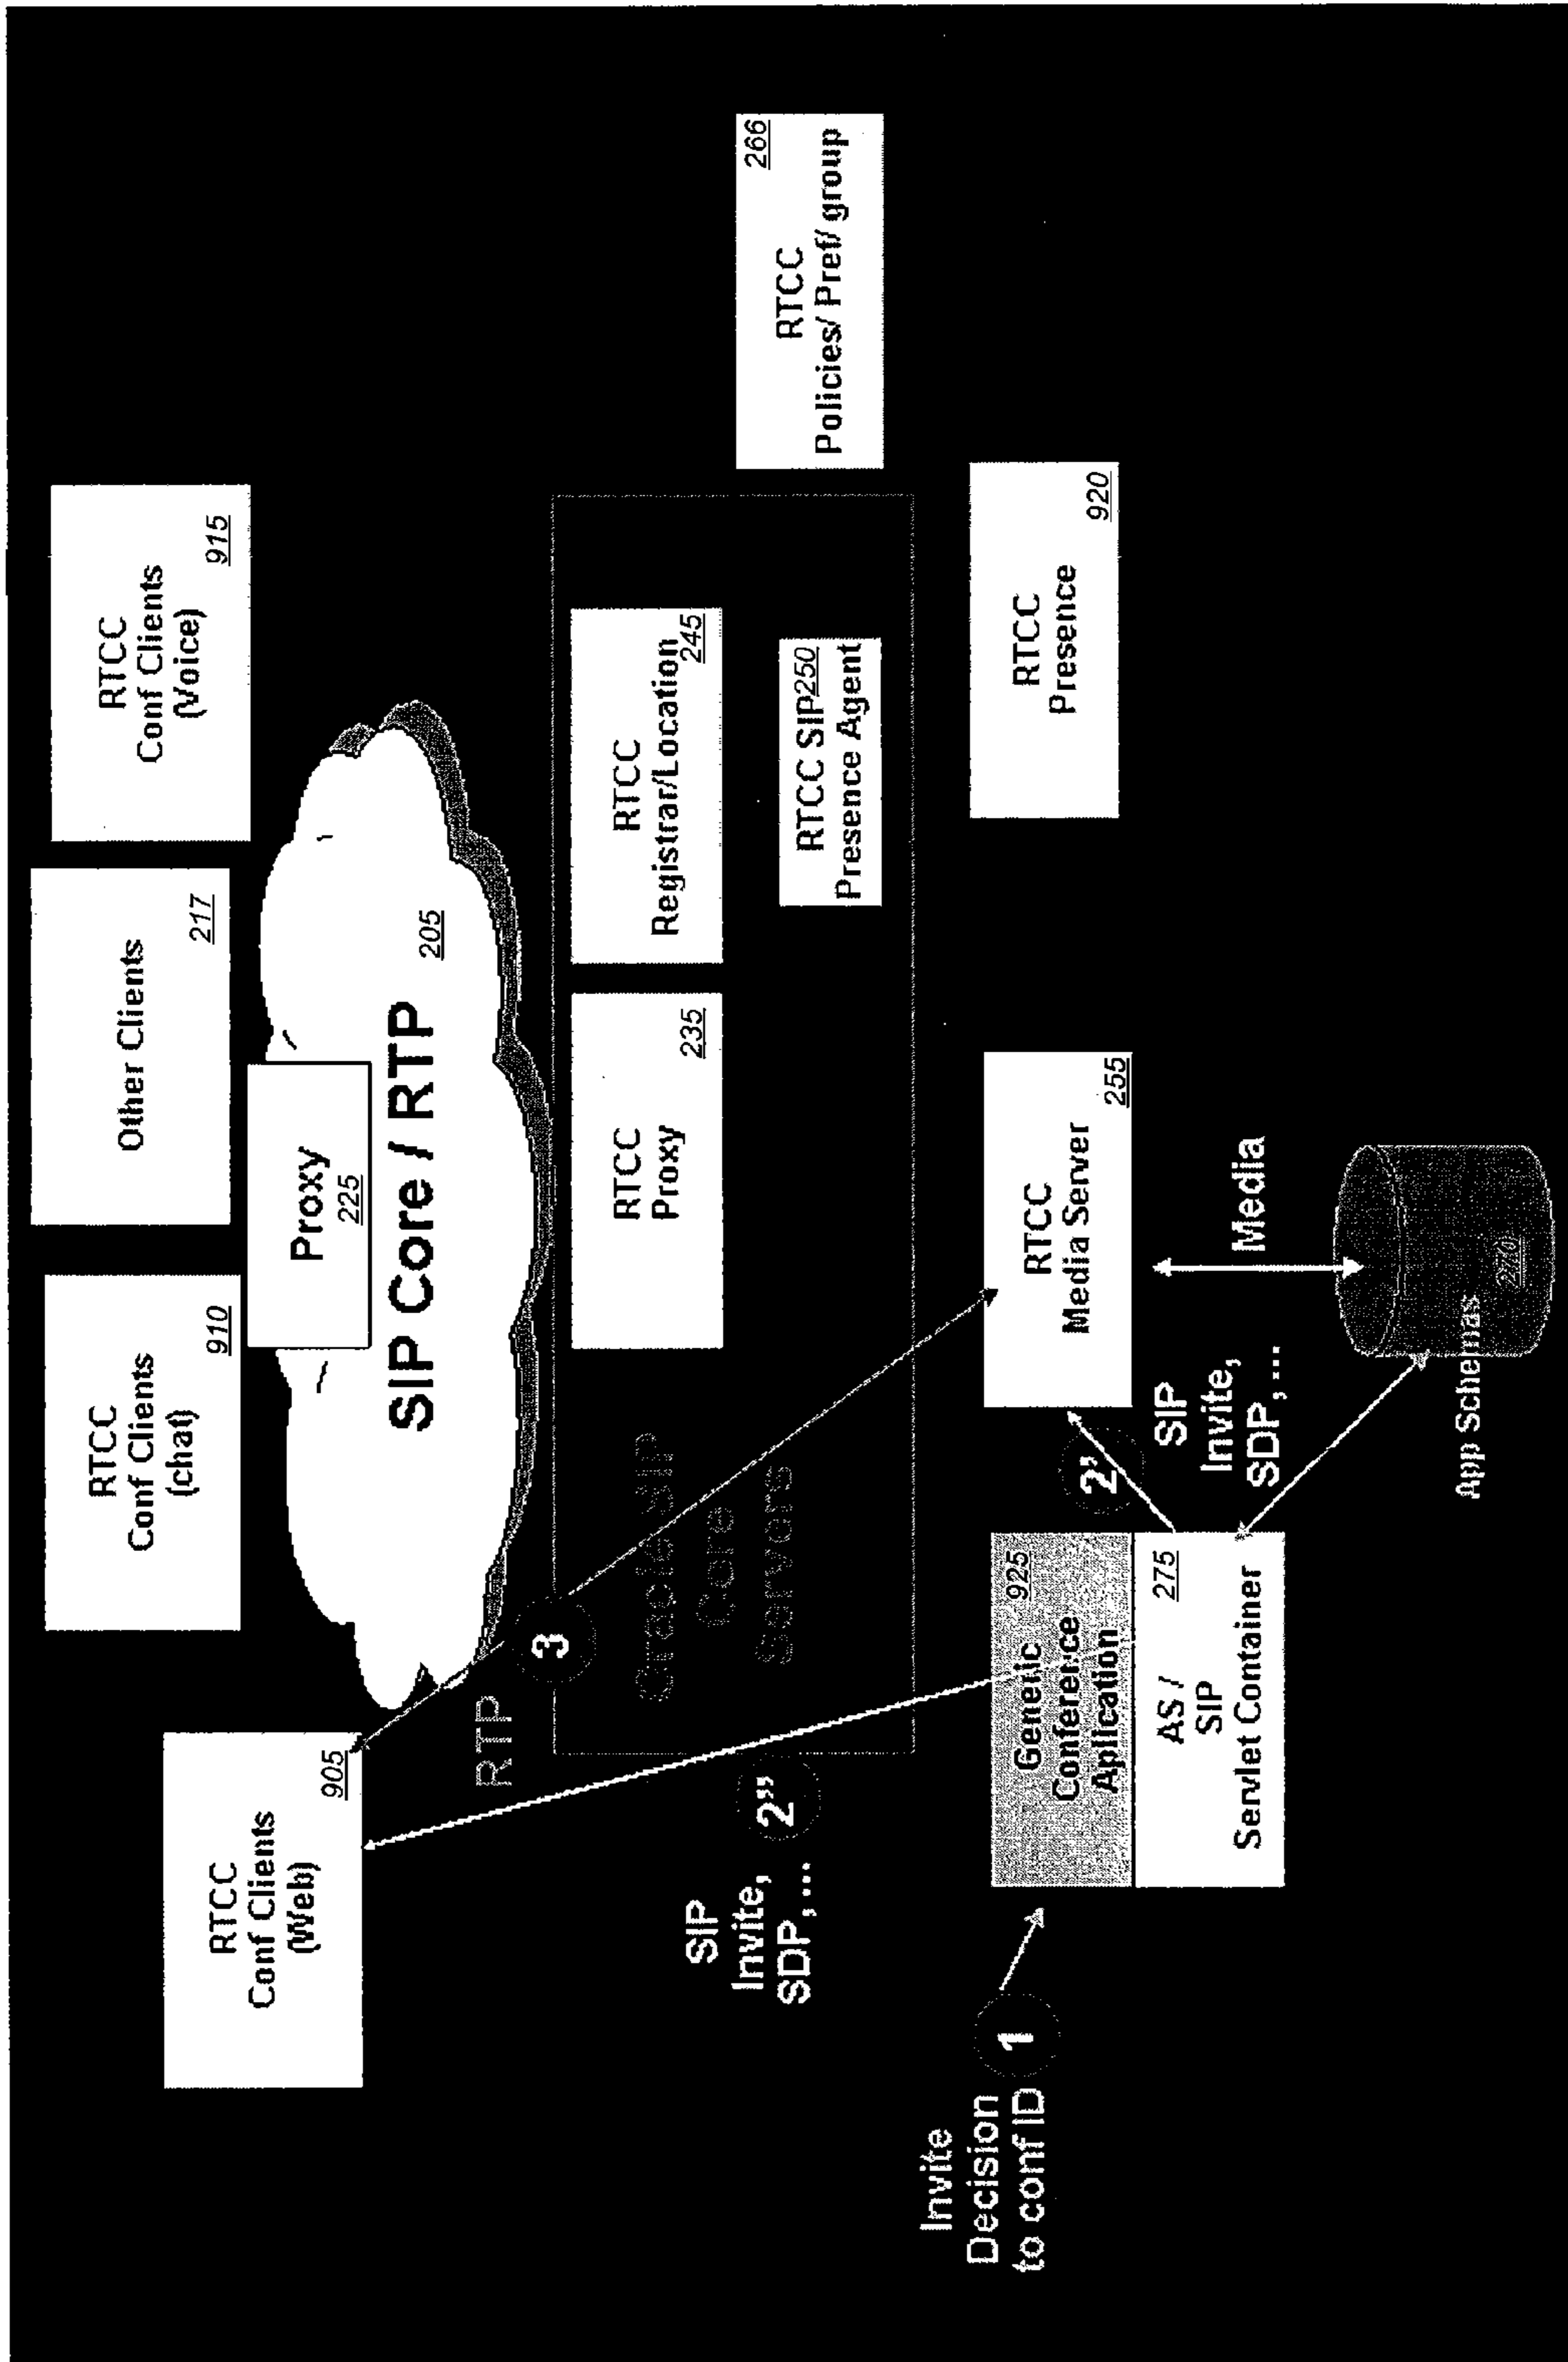 RTCC
Conf Clients
(Web)
905
RTCC
Conf Clients
(chat)
910
Other Clients
217
RTCC
Conf Clients
(Voice)
915
Proxy
225
SIP Core / RTP
205
RTP
3
Oracle SIP
Core
Servers
RTCC
Proxy
235
RTCC
Registrar/Location
245
RTCC SIP
250
Presence Agent
RTCC
Policies/ Pref/ group
266
SIP
Invite,
SDP,...
2''
Invite
Decision
to conf ID
1
Generic
Conference
Aplication
925
AS /
SIP
Servlet Container
275
2''
SIP
Invite,
SDP,...
RTCC
Media Server
255
RTCC
Presence
920
Media
App Schemas